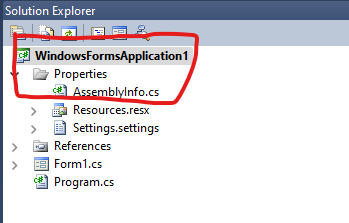 Solution Explorer
WindowsFormsApplication1
Properties
AssemblyInfo.cs
Resources.resx
Settings.settings
References
Form1.cs
Program.cs